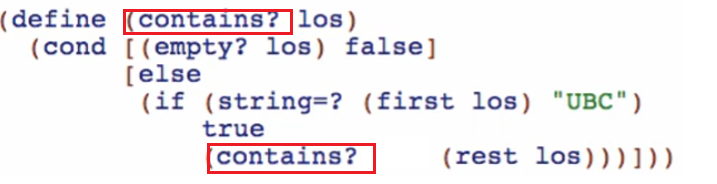 (define (contains? los)
(cond [(empty? los) false]
[else
(if (string=? (first los) "UBC")
true
(contains? (rest los)))]))